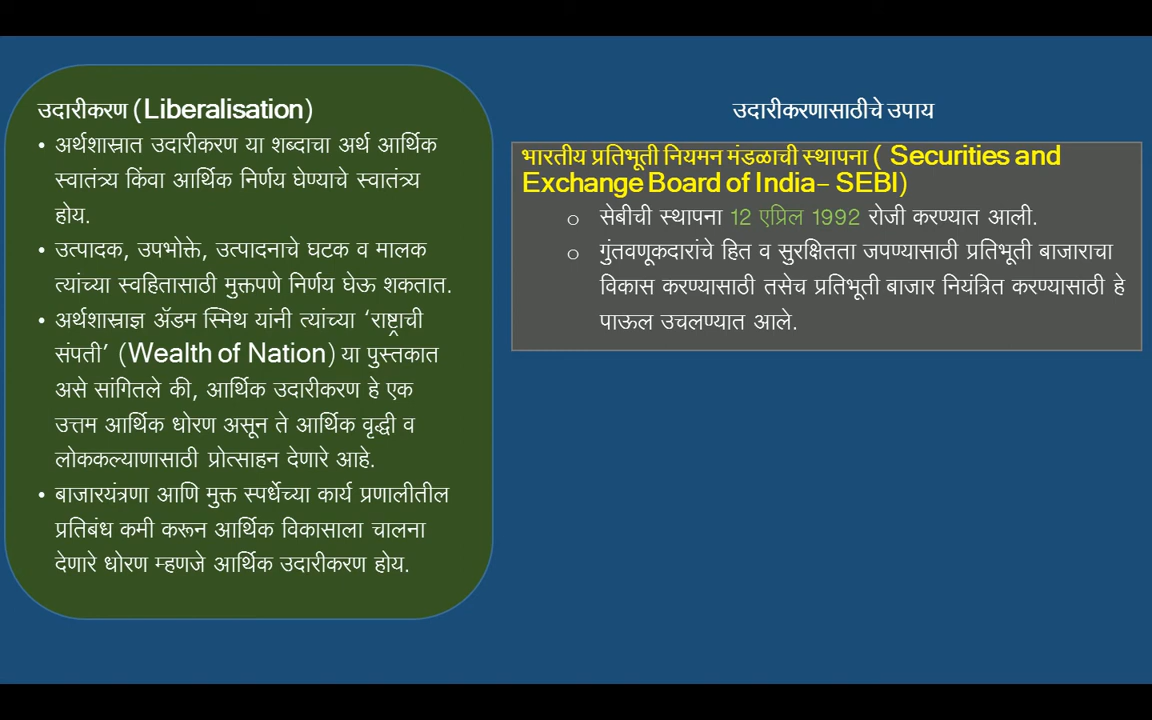 उदारीकरण (Liberalisation)
• अर्थशास्त्रात उदारीकरण या शब्दाचा अर्थ आर्थिक
स्वातंत्र्य किंवा आर्थिक निर्णय घेण्याचे स्वातंत्र्य
होय.
• उत्पादक, उपभोक्ते, उत्पादनाचे घटक व मालक
त्यांच्या स्वहितासाठी मुक्तपणे निर्णय घेऊ शकतात.
• अर्थशास्त्रज्ञ ॲडम स्मिथ यांनी त्यांच्या ‘राष्ट्राची
संपती’ (Wealth of Nation) या पुस्तकात
असे सांगितले की, आर्थिक उदारीकरण हे एक
उत्तम आर्थिक धोरण असून ते आर्थिक वृद्धी व
लोककल्याणासाठी प्रोत्साहन देणारे आहे.
• बाजारयंत्रणा आणि मुक्त स्पर्धेच्या कार्य प्रणालीतील
प्रतिबंध कमी करून आर्थिक विकासाला चालना
देणारे धोरण म्हणजे आर्थिक उदारीकरण होय.
उदारीकरणासाठीचे उपाय
भारतीय प्रतिभूती नियमन मंडळाची स्थापना ( Securities and
Exchange Board of India– SEBI)
o सेबीची स्थापना 12 एप्रिल 1992 रोजी करण्यात आली.
o गुंतवणूकदारांचे हित व सुरक्षितता जपण्यासाठी प्रतिभूती बाजाराचा
विकास करण्यासाठी तसेच प्रतिभूती बाजार नियंत्रित करण्यासाठी हे
पाऊल उचलण्यात आले.